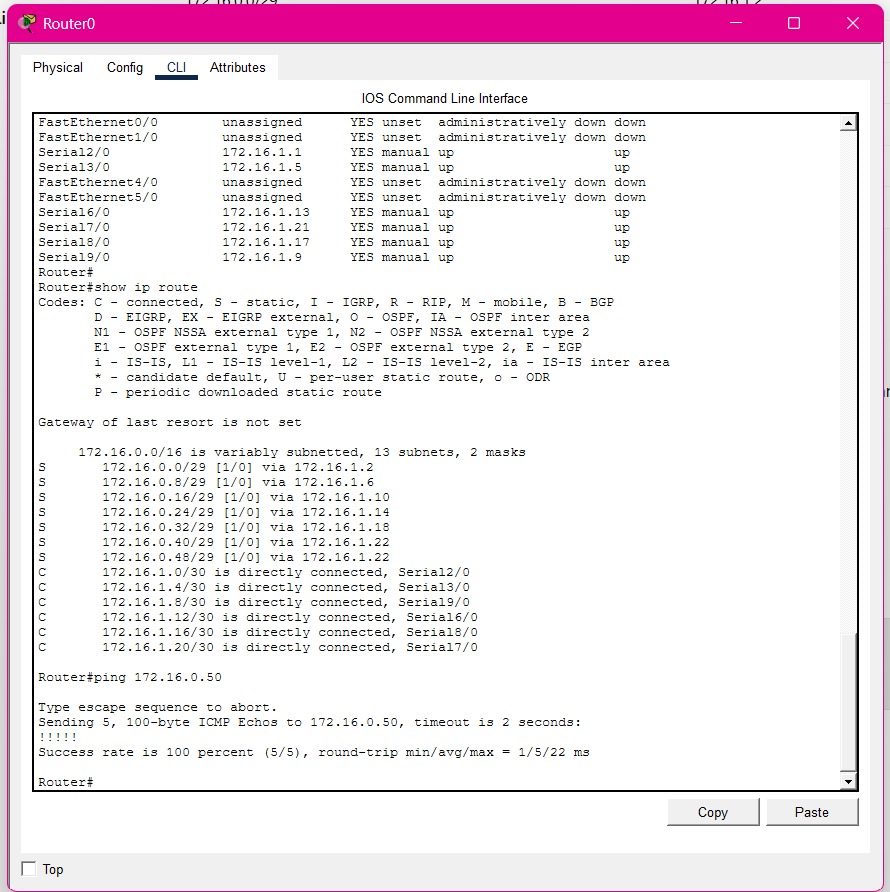 172.16.0.0/29 172.16.1.2
Router0
Physical Config CLI Attributes
IOS Command Line Interface
FastEthernet0/0 unassigned YES unset administratively down down
FastEthernet1/0 unassigned YES unset administratively down down
Serial2/0 172.16.1.1 YES manual up up
Serial3/0 172.16.1.5 YES manual up up
FastEthernet4/0 unassigned YES unset administratively down down
FastEthernet5/0 unassigned YES unset administratively down down
Serial6/0 172.16.1.13 YES manual up up
Serial7/0 172.16.1.21 YES manual up up
Serial8/0 172.16.1.17 YES manual up up
Serial9/0 172.16.1.9 YES manual up up
Router#
Router#show ip route
Codes: C - connected, S - static, I - IGRP, R - RIP, M - mobile, B - BGP
D - EIGRP, EX - EIGRP external, O - OSPF, IA - OSPF inter area
N1 - OSPF NSSA external type 1, N2 - OSPF NSSA external type 2
E1 - OSPF external type 1, E2 - OSPF external type 2, E - EGP
i - IS-IS, L1 - IS-IS level-1, L2 - IS-IS level-2, ia - IS-IS inter area
* - candidate default, U - per-user static route, o - ODR
P - periodic downloaded static route
Gateway of last resort is not set
172.16.0.0/16 is variably subnetted, 13 subnets, 2 masks
S 172.16.0.0/29 [1/0] via 172.16.1.2
S 172.16.0.8/29 [1/0] via 172.16.1.6
S 172.16.0.16/29 [1/0] via 172.16.1.10
S 172.16.0.24/29 [1/0] via 172.16.1.14
S 172.16.0.32/29 [1/0] via 172.16.1.18
S 172.16.0.40/29 [1/0] via 172.16.1.22
S 172.16.0.48/29 [1/0] via 172.16.1.22
C 172.16.1.0/30 is directly connected, Serial2/0
C 172.16.1.4/30 is directly connected, Serial3/0
C 172.16.1.8/30 is directly connected, Serial9/0
C 172.16.1.12/30 is directly connected, Serial6/0
C 172.16.1.16/30 is directly connected, Serial8/0
C 172.16.1.20/30 is directly connected, Serial7/0
Router#ping 172.16.0.50
Type escape sequence to abort.
Sending 5, 100-byte ICMP Echos to 172.16.0.50, timeout is 2 seconds:
!!!!!
Success rate is 100 percent (5/5), round-trip min/avg/max = 1/5/22 ms
Router#
Copy Paste
Top